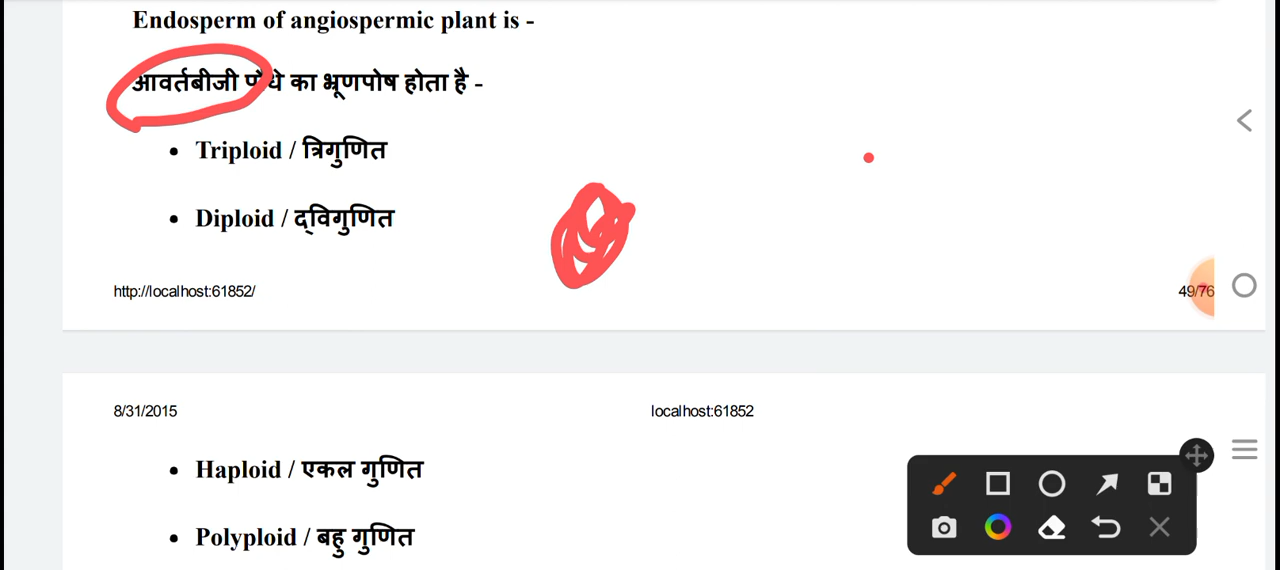 Endosperm of angiospermic plant is -
आवर्तबीजी पौधे का भ्रूणपोष होता है -
• Triploid / त्रिगुणित
• Diploid / द्विगुणित
http://localhost:61852/ 49/76
8/31/2015 localhost:61852
• Haploid / एकल गुणित
• Polyploid / बहु गुणित